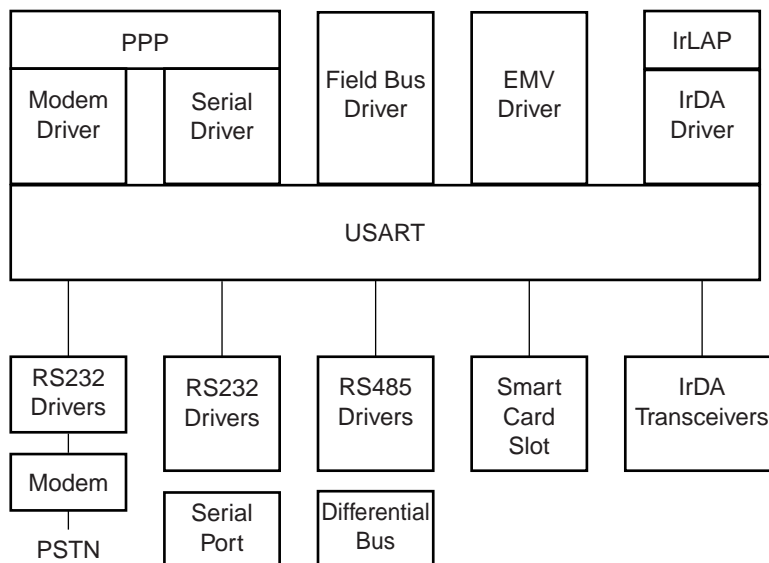 PPP
Modem
Driver
Serial
Driver
Field Bus
Driver
EMV
Driver
IrLAP
IrDA
Driver
USART
RS232
Drivers
Modem
PSTN
RS232
Drivers
Serial
Port
RS485
Drivers
Differential
Bus
Smart
Card
Slot
IrDA
Transceivers